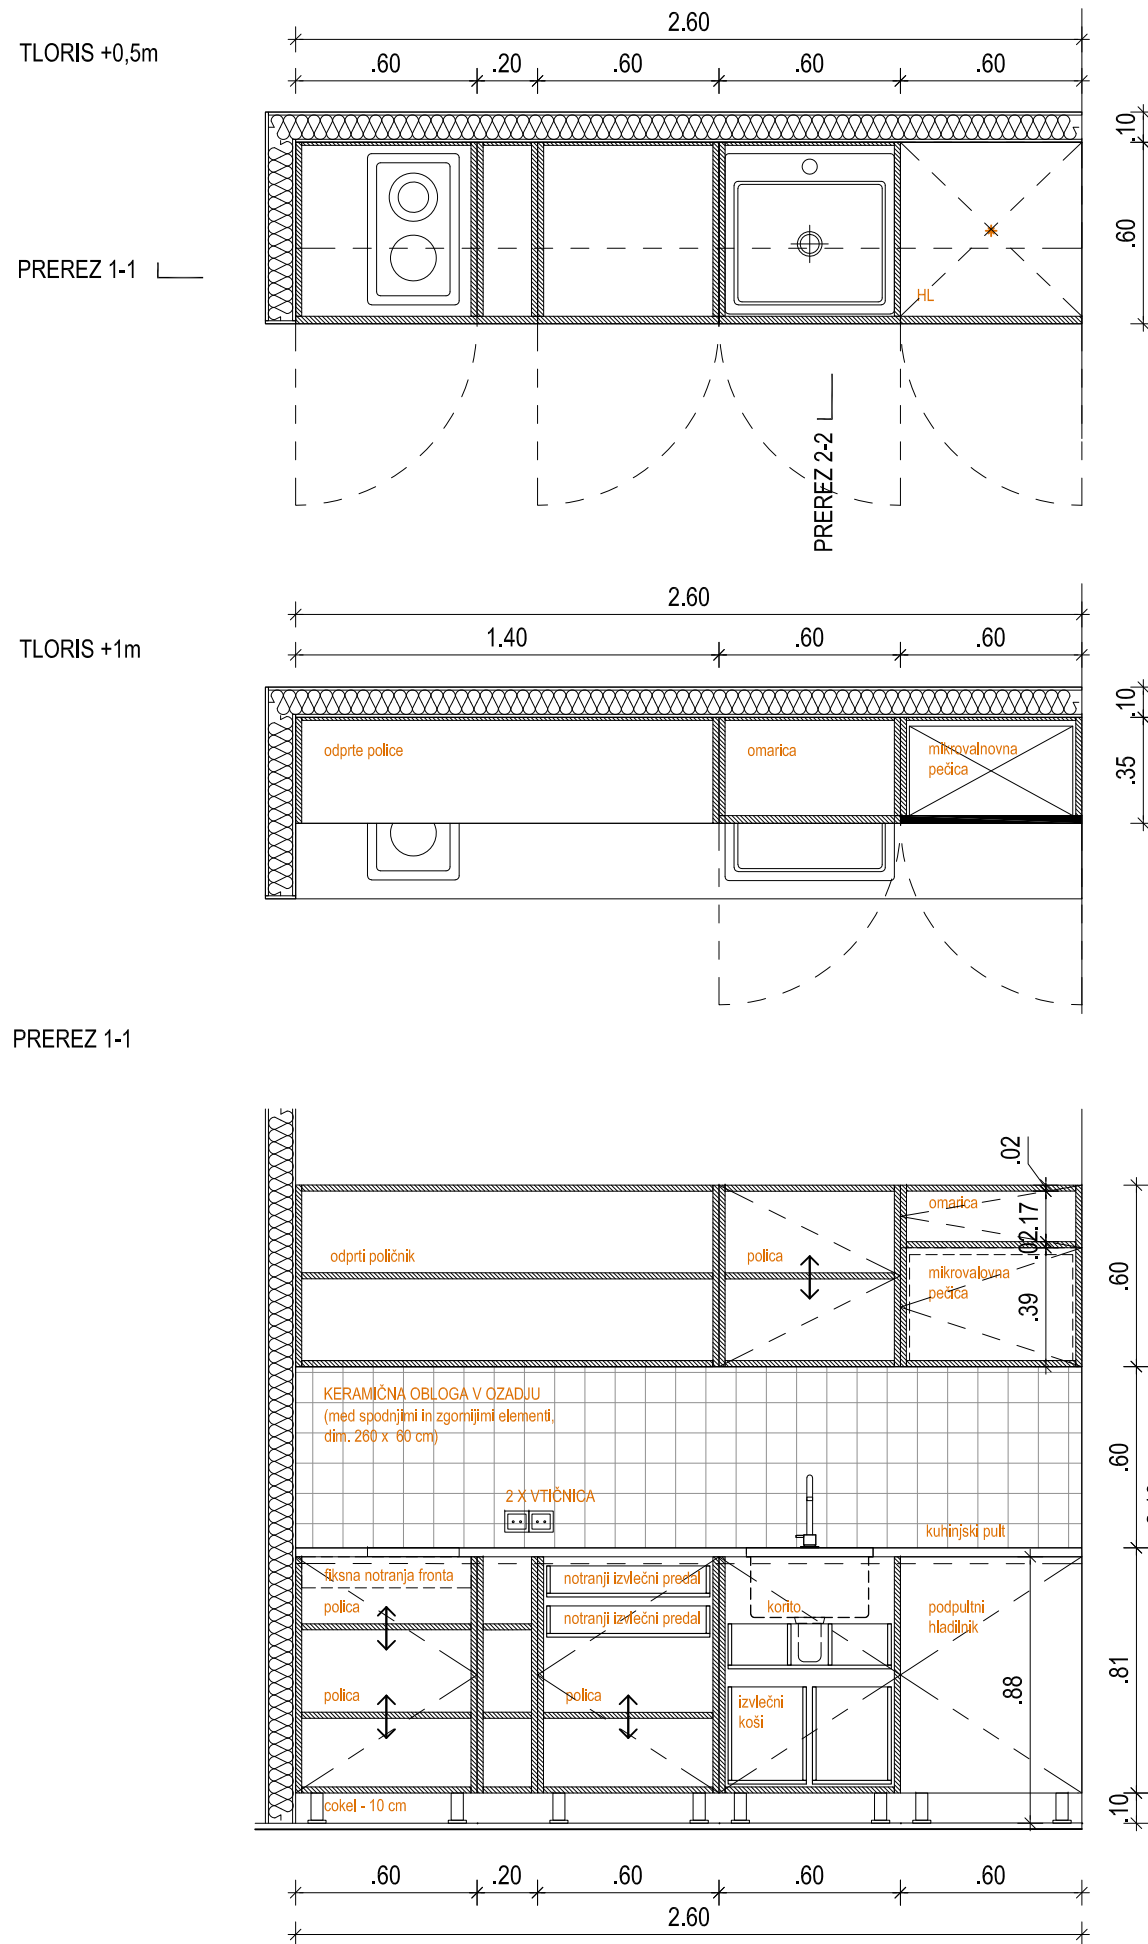 2.60
TLORIS +0,5m
.60 .20 .60 .60 .60
.10
.60
PREREZ 1-1
HL
PREREZ 2-2
2.60
TLORIS +1m
1.40 .60 .60
.10
odprte police
omarica
mikrovalnovna
pečica
.35
PREREZ 1-1
.02
omarica
.17
.02
odprti poličnik
polica
mikrovalovna
pečica
.39
.60
KERAMIČNA OBLOGA V OZADJU
(med spodnjimi in zgornijimi elementi,
dim. 260 x 60 cm)
.60
2 X VTIČNICA
kuhinjski pult
fiksna notranja fronta
notranji izvlečni predal
polica
notranji izvlečni predal
korito
podpultni
hladilnik
.81
.88
polica
polica
izvlečni
koši
cokel - 10 cm
.10
.60 .20 .60 .60 .60
2.60